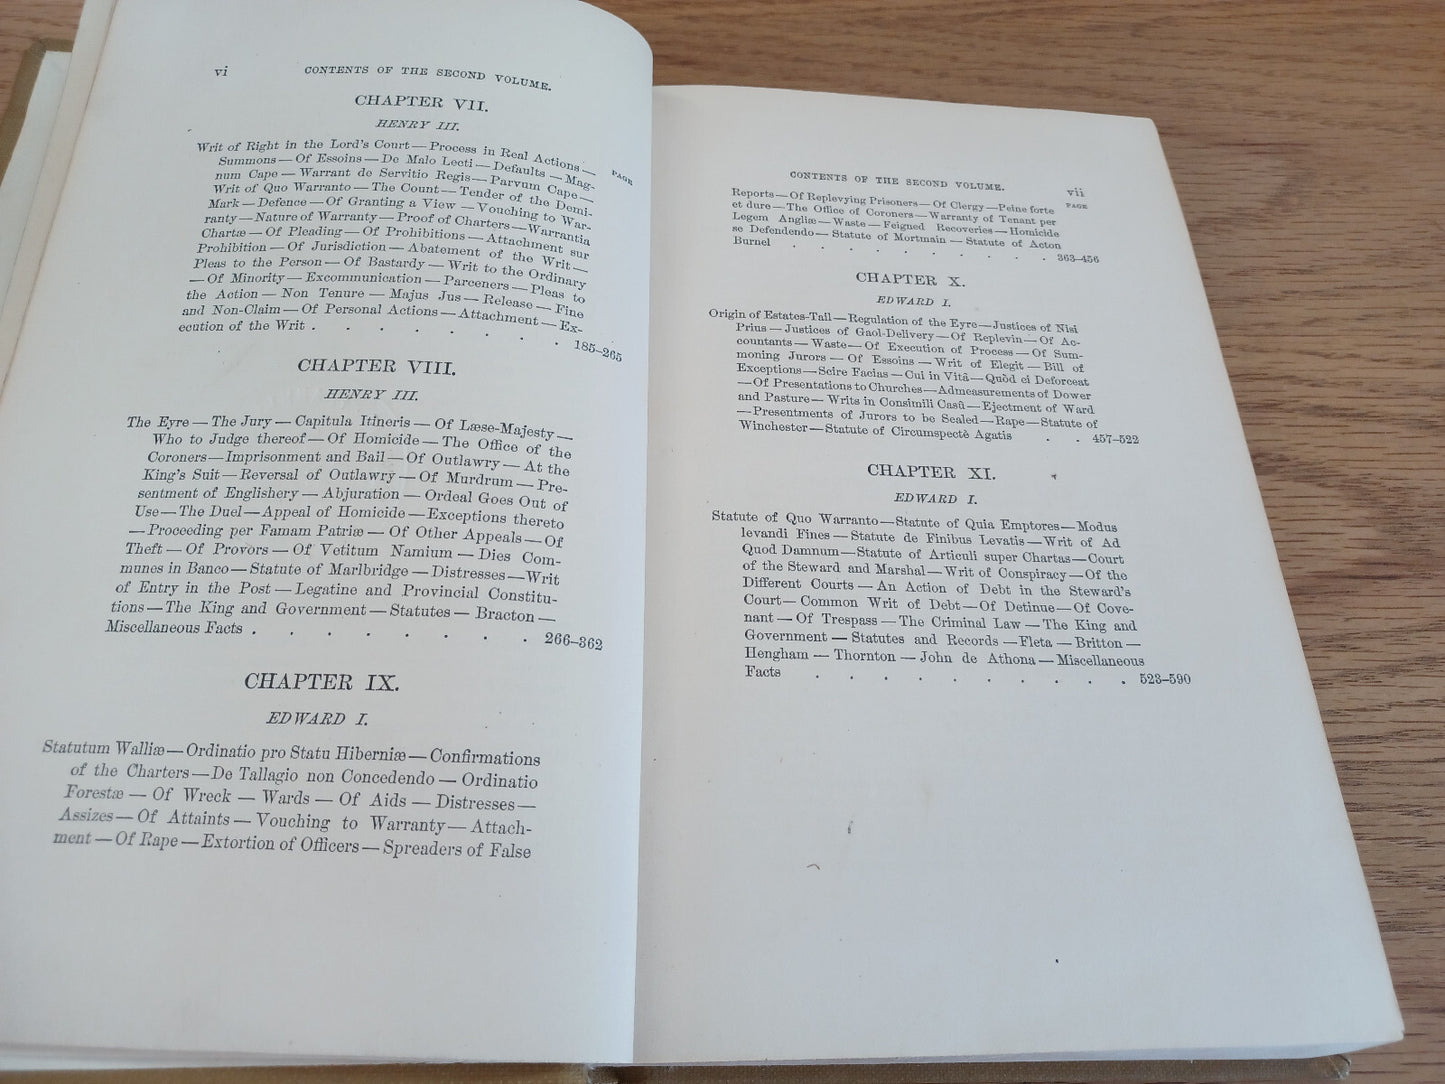 vi CONTENTS OF THE SECOND VOLUME.
CHAPTER VII.
HENRY III.
PAGE
Writ of Right in the Lord's Court—Process in Real Actions—
Summons—Of Essoins—De Malo Lecti—Defaults—Mag-
num Cape—Warrant de Servitio Regis—Parvum Cape—
Writ of Quo Warranto—The Count—Tender of the Demi-
Mark—Defence—Of Granting a View—Vouching to War-
ranty—Nature of Warranty—Proof of Charters—Warrantia
Chartæ—Of Pleading—Of Prohibitions—Attachment sur
Prohibition—Of Jurisdiction—Abatement of the Writ—
Pleas to the Person—Of Bastardy—Writ to the Ordinary
—Of Minority—Excommunication—Parceners—Pleas to
the Action—Non Tenure—Majus Jus—Release—Fine
and Non-Claim—Of Personal Actions—Attachment—Ex-
ecution of the Writ . . . . . . . 185–265
CHAPTER VIII.
HENRY III.
The Eyre—The Jury—Capitula Itineris—Of Læse-Majesty—
Who to Judge thereof—Of Homicide—The Office of the
Coroners—Imprisonment and Bail—Of Outlawry—At the
King's Suit—Reversal of Outlawry—Of Murdrum—Pre-
sentment of Englishery—Abjuration—Ordeal Goes Out of
Use—The Duel—Appeal of Homicide—Exceptions thereto
—Proceeding per Famam Patriæ—Of Other Appeals—Of
Theft—Of Provors—Of Vetitum Namium—Dies Com-
munes in Banco—Statute of Marlbridge—Distresses—Writ
of Entry in the Post—Legatine and Provincial Constitu-
tions—The King and Government—Statutes—Bracton—
Miscellaneous Facts . . . . . . . . 266–362
CHAPTER IX.
EDWARD I.
Statutum Walliæ—Ordinatio pro Statu Hiberniæ—Confirmations
of the Charters—De Tallagio non Concedendo—Ordinatio
Forestæ—Of Wreck—Wards—Of Aids—Distresses—
Assizes—Of Attaints—Vouching to Warranty—Attach-
ment—Of Rape—Extortion of Officers—Spreaders of False
CONTENTS OF THE SECOND VOLUME. vii
PAGE
Reports—Of Replevying Prisoners—Of Clergy—Peine forte
et dure—The Office of Coroners—Warranty of Tenant per
Legem Angliæ—Waste—Feigned Recoveries—Homicide
se Defendendo—Statute of Mortmain—Statute of Acton
Burnel . . . . . . . . . . 363–456
CHAPTER X.
EDWARD I.
Origin of Estates-Tail—Regulation of the Eyre—Justices of Nisi
Prius—Justices of Gaol-Delivery—Of Replevin—Of Ac-
countants—Waste—Of Execution of Process—Of Sum-
moning Jurors—Of Essoins—Writ of Elegit—Bill of
Exceptions—Scire Facias—Cui in Vitâ—Quòd ei Deforceat
—Of Presentations to Churches—Admeasurements of Dower
and Pasture—Writs in Consimili Casû—Ejectment of Ward
—Presentments of Jurors to be Sealed—Rape—Statute of
Winchester—Statute of Circumspectè Agatis . . 457–522
CHAPTER XI.
EDWARD I.
Statute of Quo Warranto—Statute of Quia Emptores—Modus
levandi Fines—Statute de Finibus Levatis—Writ of Ad
Quod Damnum—Statute of Articuli super Chartas—Court
of the Steward and Marshal—Writ of Conspiracy—Of the
Different Courts—An Action of Debt in the Steward's
Court—Common Writ of Debt—Of Detinue—Of Cove-
nant—Of Trespass—The Criminal Law—The King and
Government—Statutes and Records—Fleta—Britton—
Hengham—Thornton—John de Athona—Miscellaneous
Facts . . . . . . . . . . 523–590